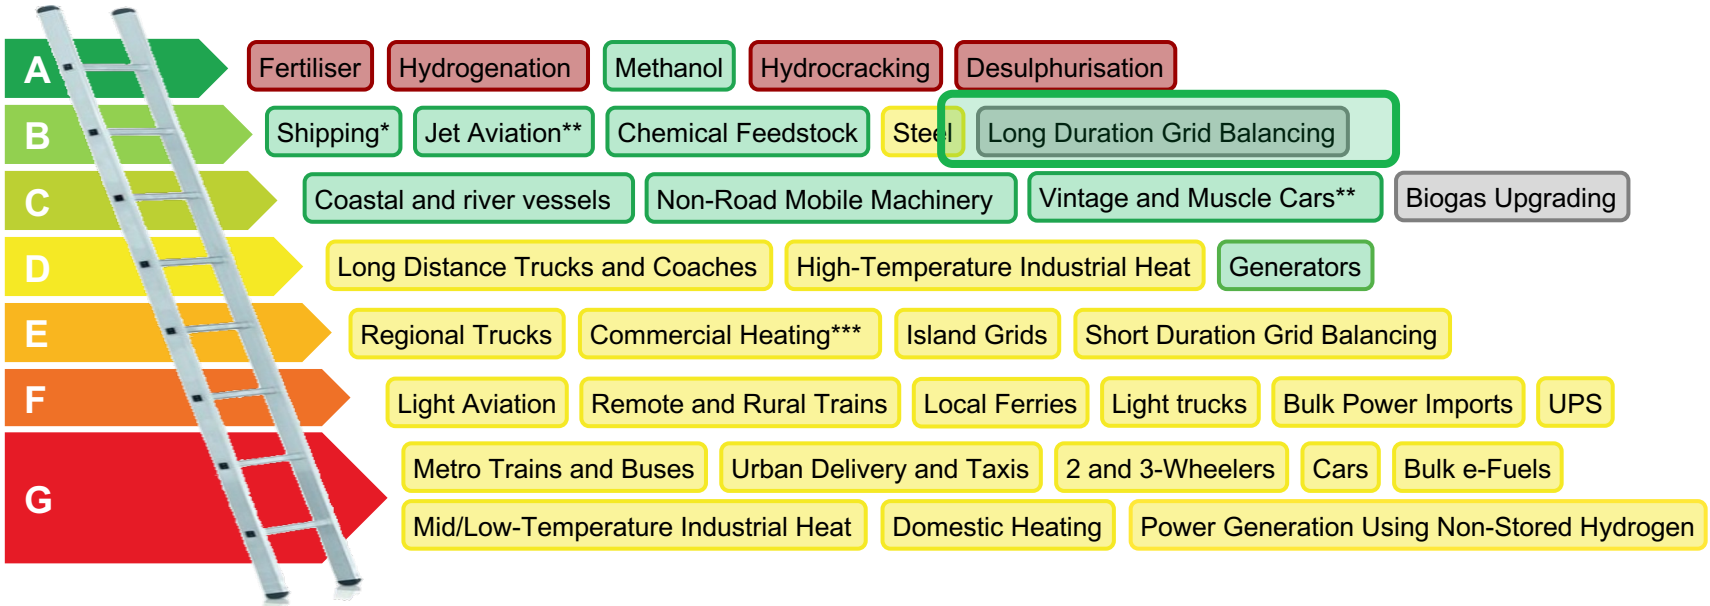 A Fertiliser Hydrogenation Methanol Hydrocracking Desulphurisation
B Shipping* Jet Aviation** Chemical Feedstock Steel Long Duration Grid Balancing
C Coastal and river vessels Non-Road Mobile Machinery Vintage and Muscle Cars** Biogas Upgrading
D Long Distance Trucks and Coaches High-Temperature Industrial Heat Generators
E Regional Trucks Commercial Heating*** Island Grids Short Duration Grid Balancing
F Light Aviation Remote and Rural Trains Local Ferries Light trucks Bulk Power Imports UPS
G Metro Trains and Buses Urban Delivery and Taxis 2 and 3-Wheelers Cars Bulk e-Fuels
Mid/Low-Temperature Industrial Heat Domestic Heating Power Generation Using Non-Stored Hydrogen